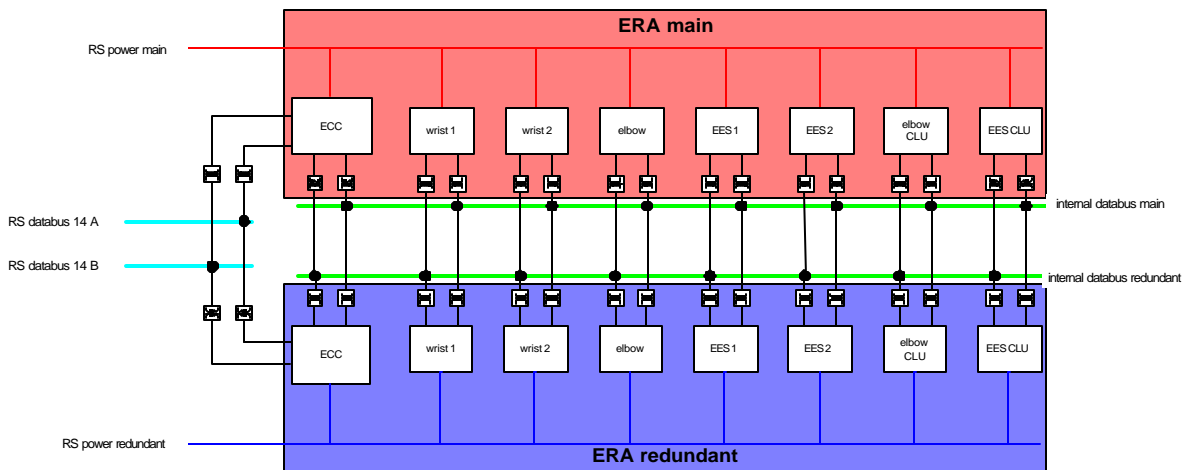 ERA main
RS power main
ECC
wrist 1
wrist 2
elbow
EES 1
EES 2
elbow
CLU
EES CLU
internal databus main
RS databus 14 A
RS databus 14 B
internal databus redundant
ECC
wrist 1
wrist 2
elbow
EES 1
EES 2
elbow
CLU
EES CLU
RS power redundant
ERA redundant